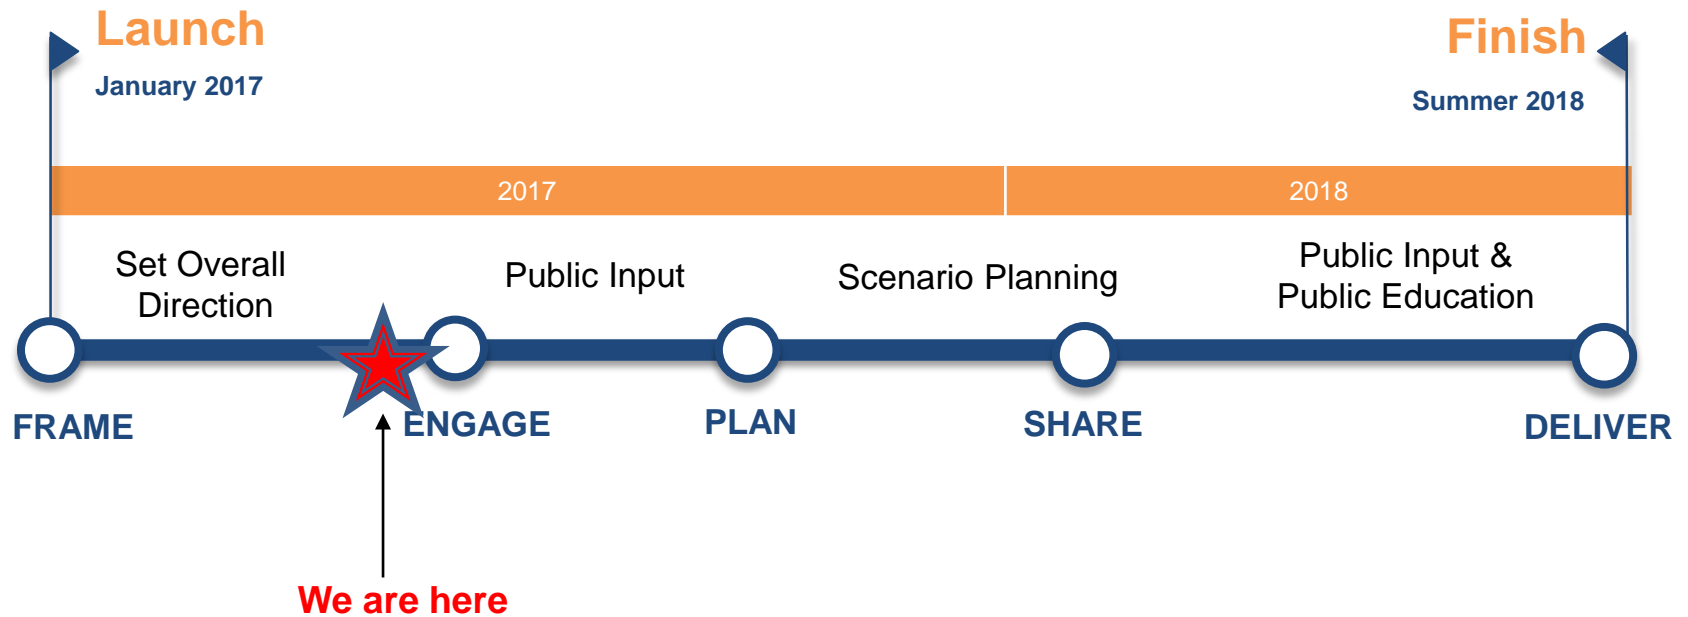 Launch
January 2017
Finish
Summer 2018
2017
2018
Set Overall
Direction
Public Input
Scenario Planning
Public Input &
Public Education
FRAME
ENGAGE
PLAN
SHARE
DELIVER
We are here